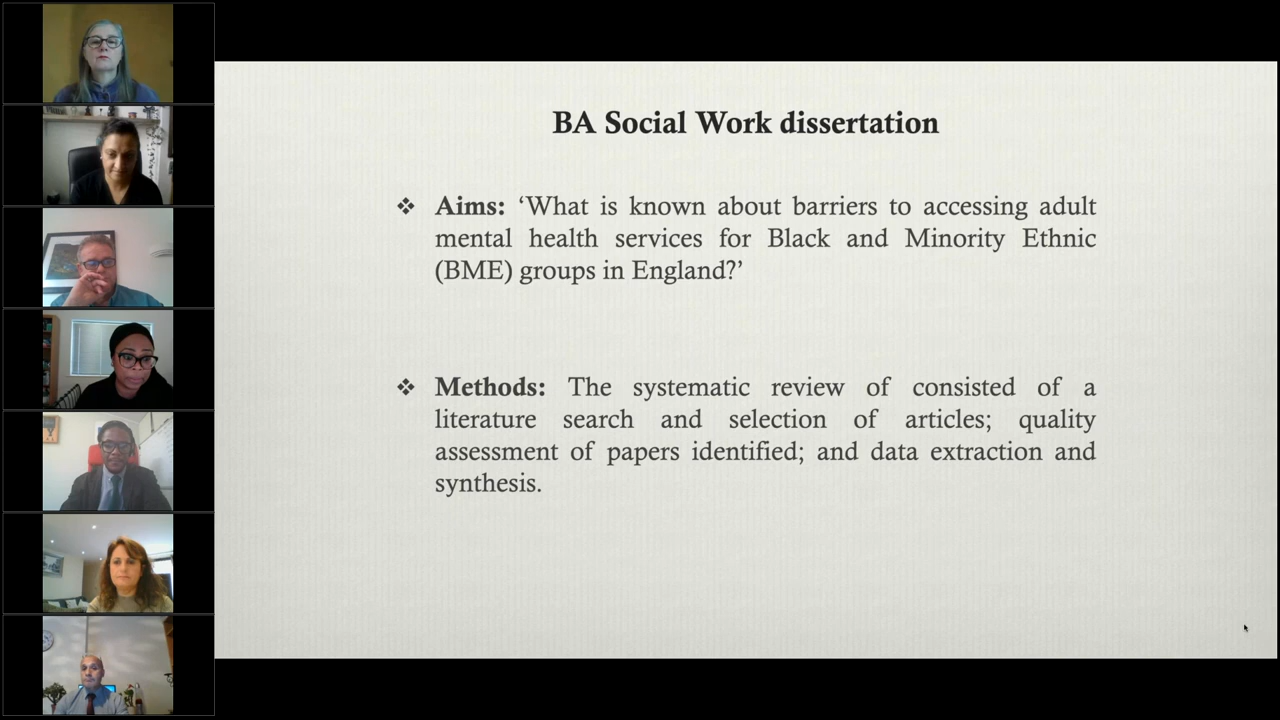 BA Social Work dissertation
❖ Aims: ‘What is known about barriers to accessing adult
mental health services for Black and Minority Ethnic
(BME) groups in England?’
❖ Methods: The systematic review of consisted of a
literature search and selection of articles; quality
assessment of papers identified; and data extraction and
synthesis.